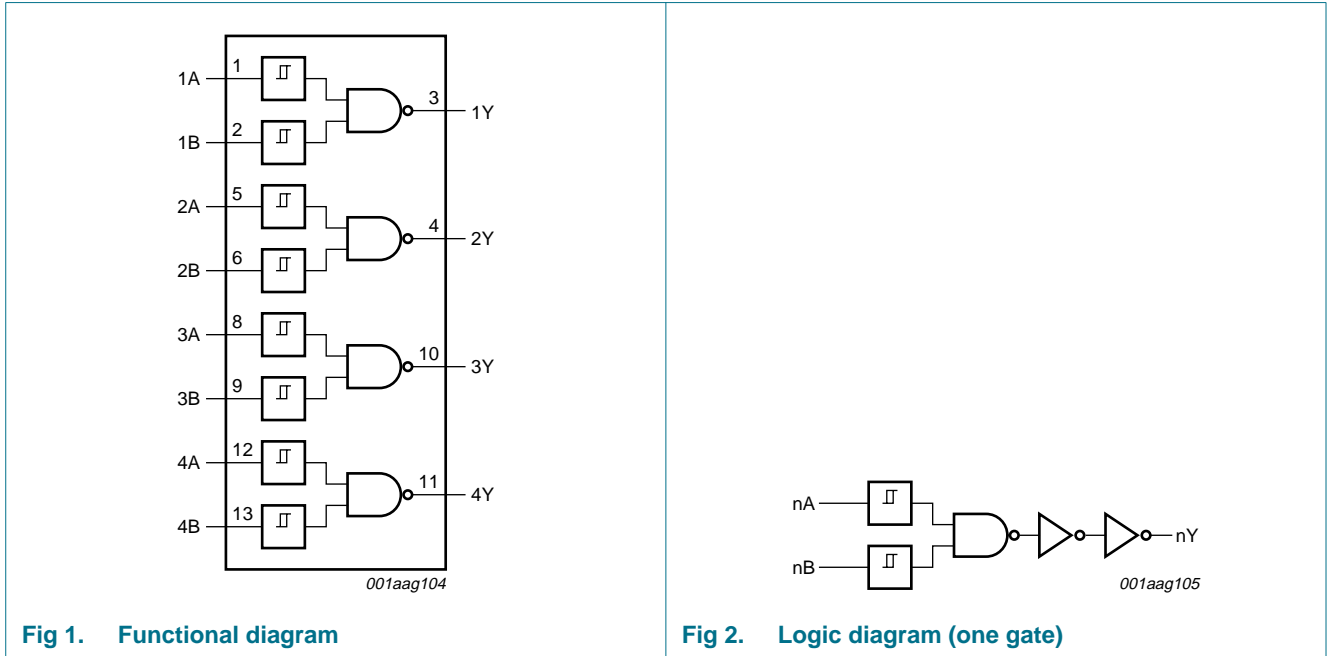 1A 1
3 1Y
1B 2
2A 5
4 2Y
2B 6
3A 8
10 3Y
3B 9
4A 12
11 4Y
4B 13
001aag104
Fig 1. Functional diagram
nA
nY
nB
001aag105
Fig 2. Logic diagram (one gate)